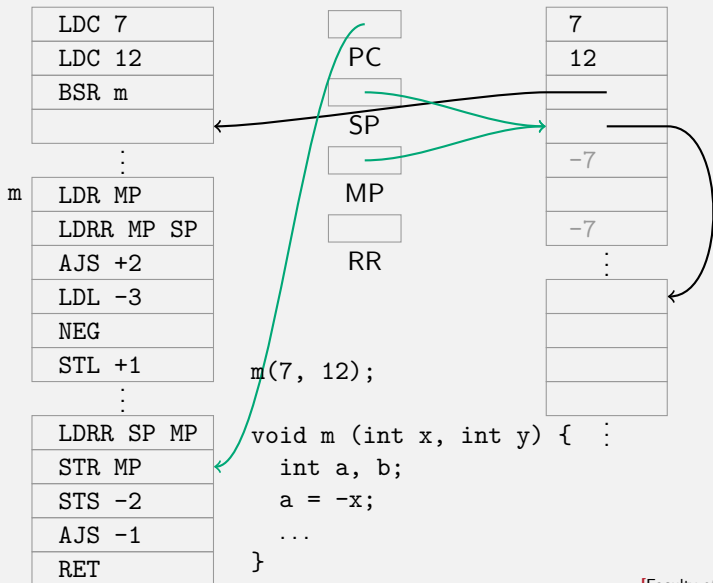 LDC 7
LDC 12
BSR m
⋮
m
LDR MP
LDRR MP SP
AJS +2
LDL -3
NEG
STL +1
⋮
LDRR SP MP
STR MP
STS -2
AJS -1
RET
PC
SP
MP
RR
m(7, 12);
void m (int x, int y) {
int a, b;
a = -x;
...
}
7
12
-7
-7
⋮
⋮